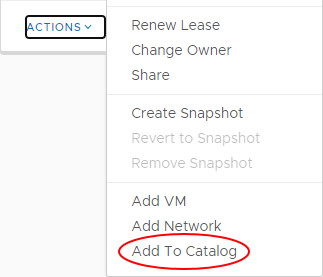 ACTIONS
Renew Lease
Change Owner
Share
Create Snapshot
Revert to Snapshot
Remove Snapshot
Add VM
Add Network
Add To Catalog